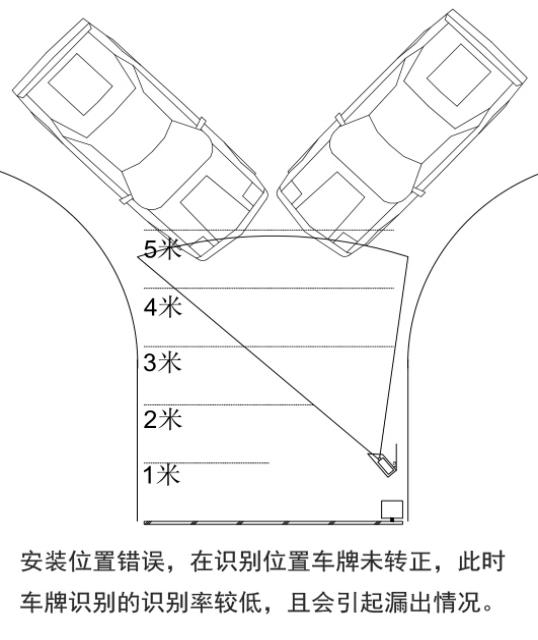 5米
4米
3米
2米
1米
安装位置错误，在识别位置车牌未转正，此时
车牌识别的识别率较低，且会引起漏出情况。